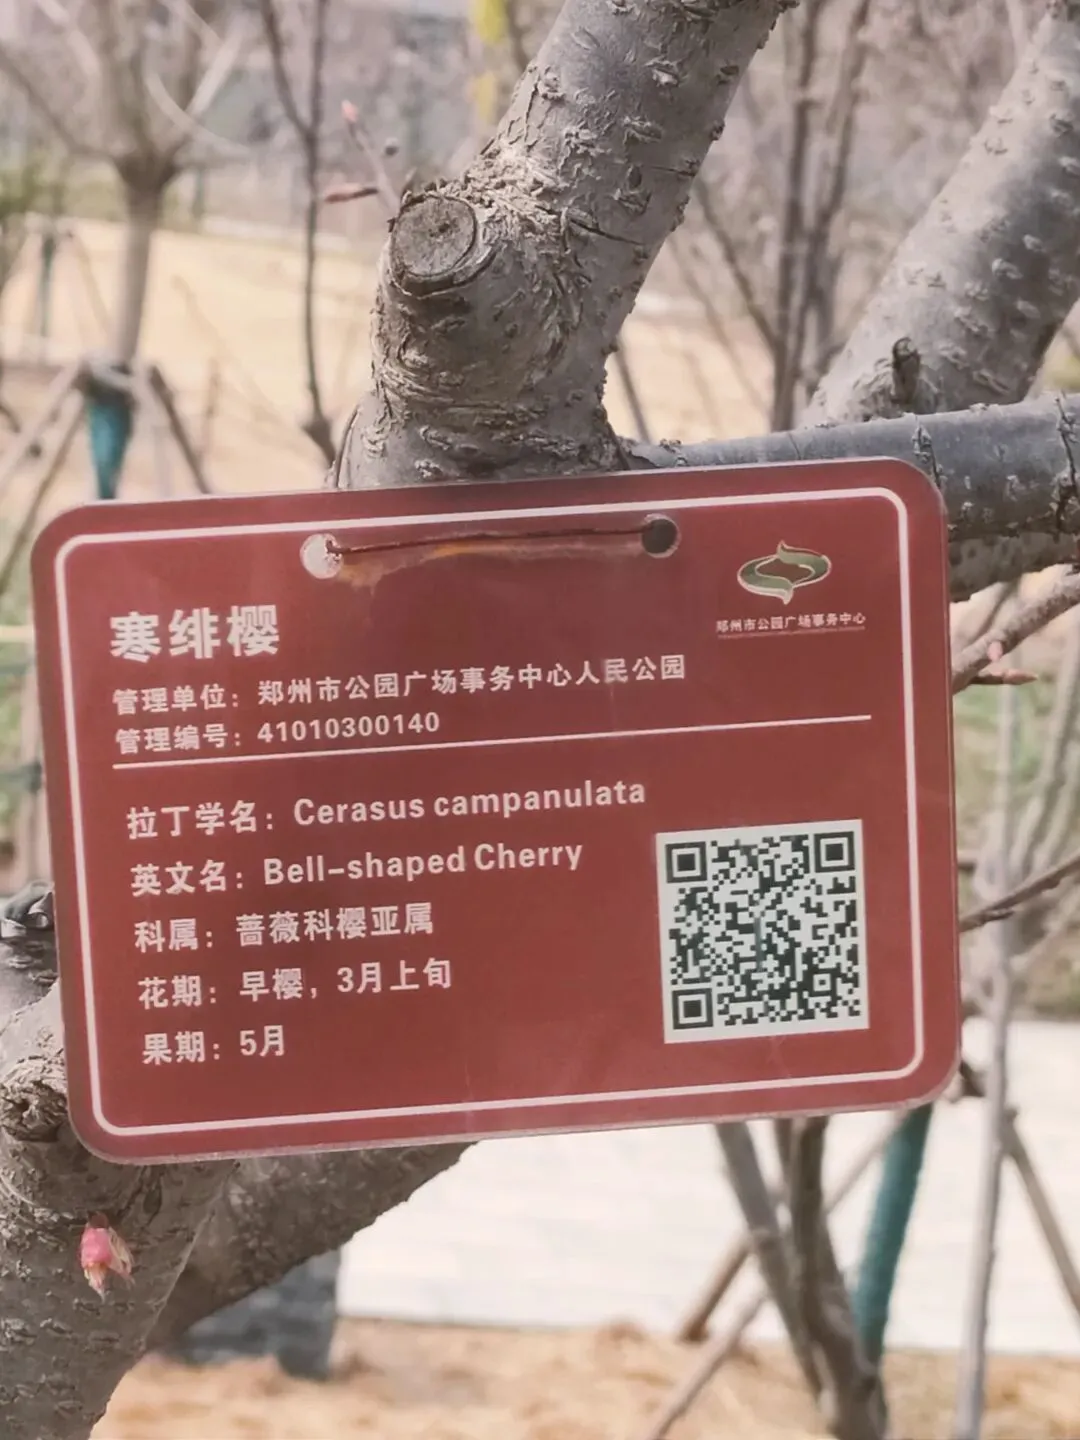 郑州市公园广场事务中心
寒绯樱
管理单位：郑州市公园广场事务中心人民公园
管理编号：41010300140
拉丁学名：Cerasus campanulata
英文名：Bell-shaped Cherry
科属：蔷薇科樱亚属
花期：早樱，3月上旬
果期：5月